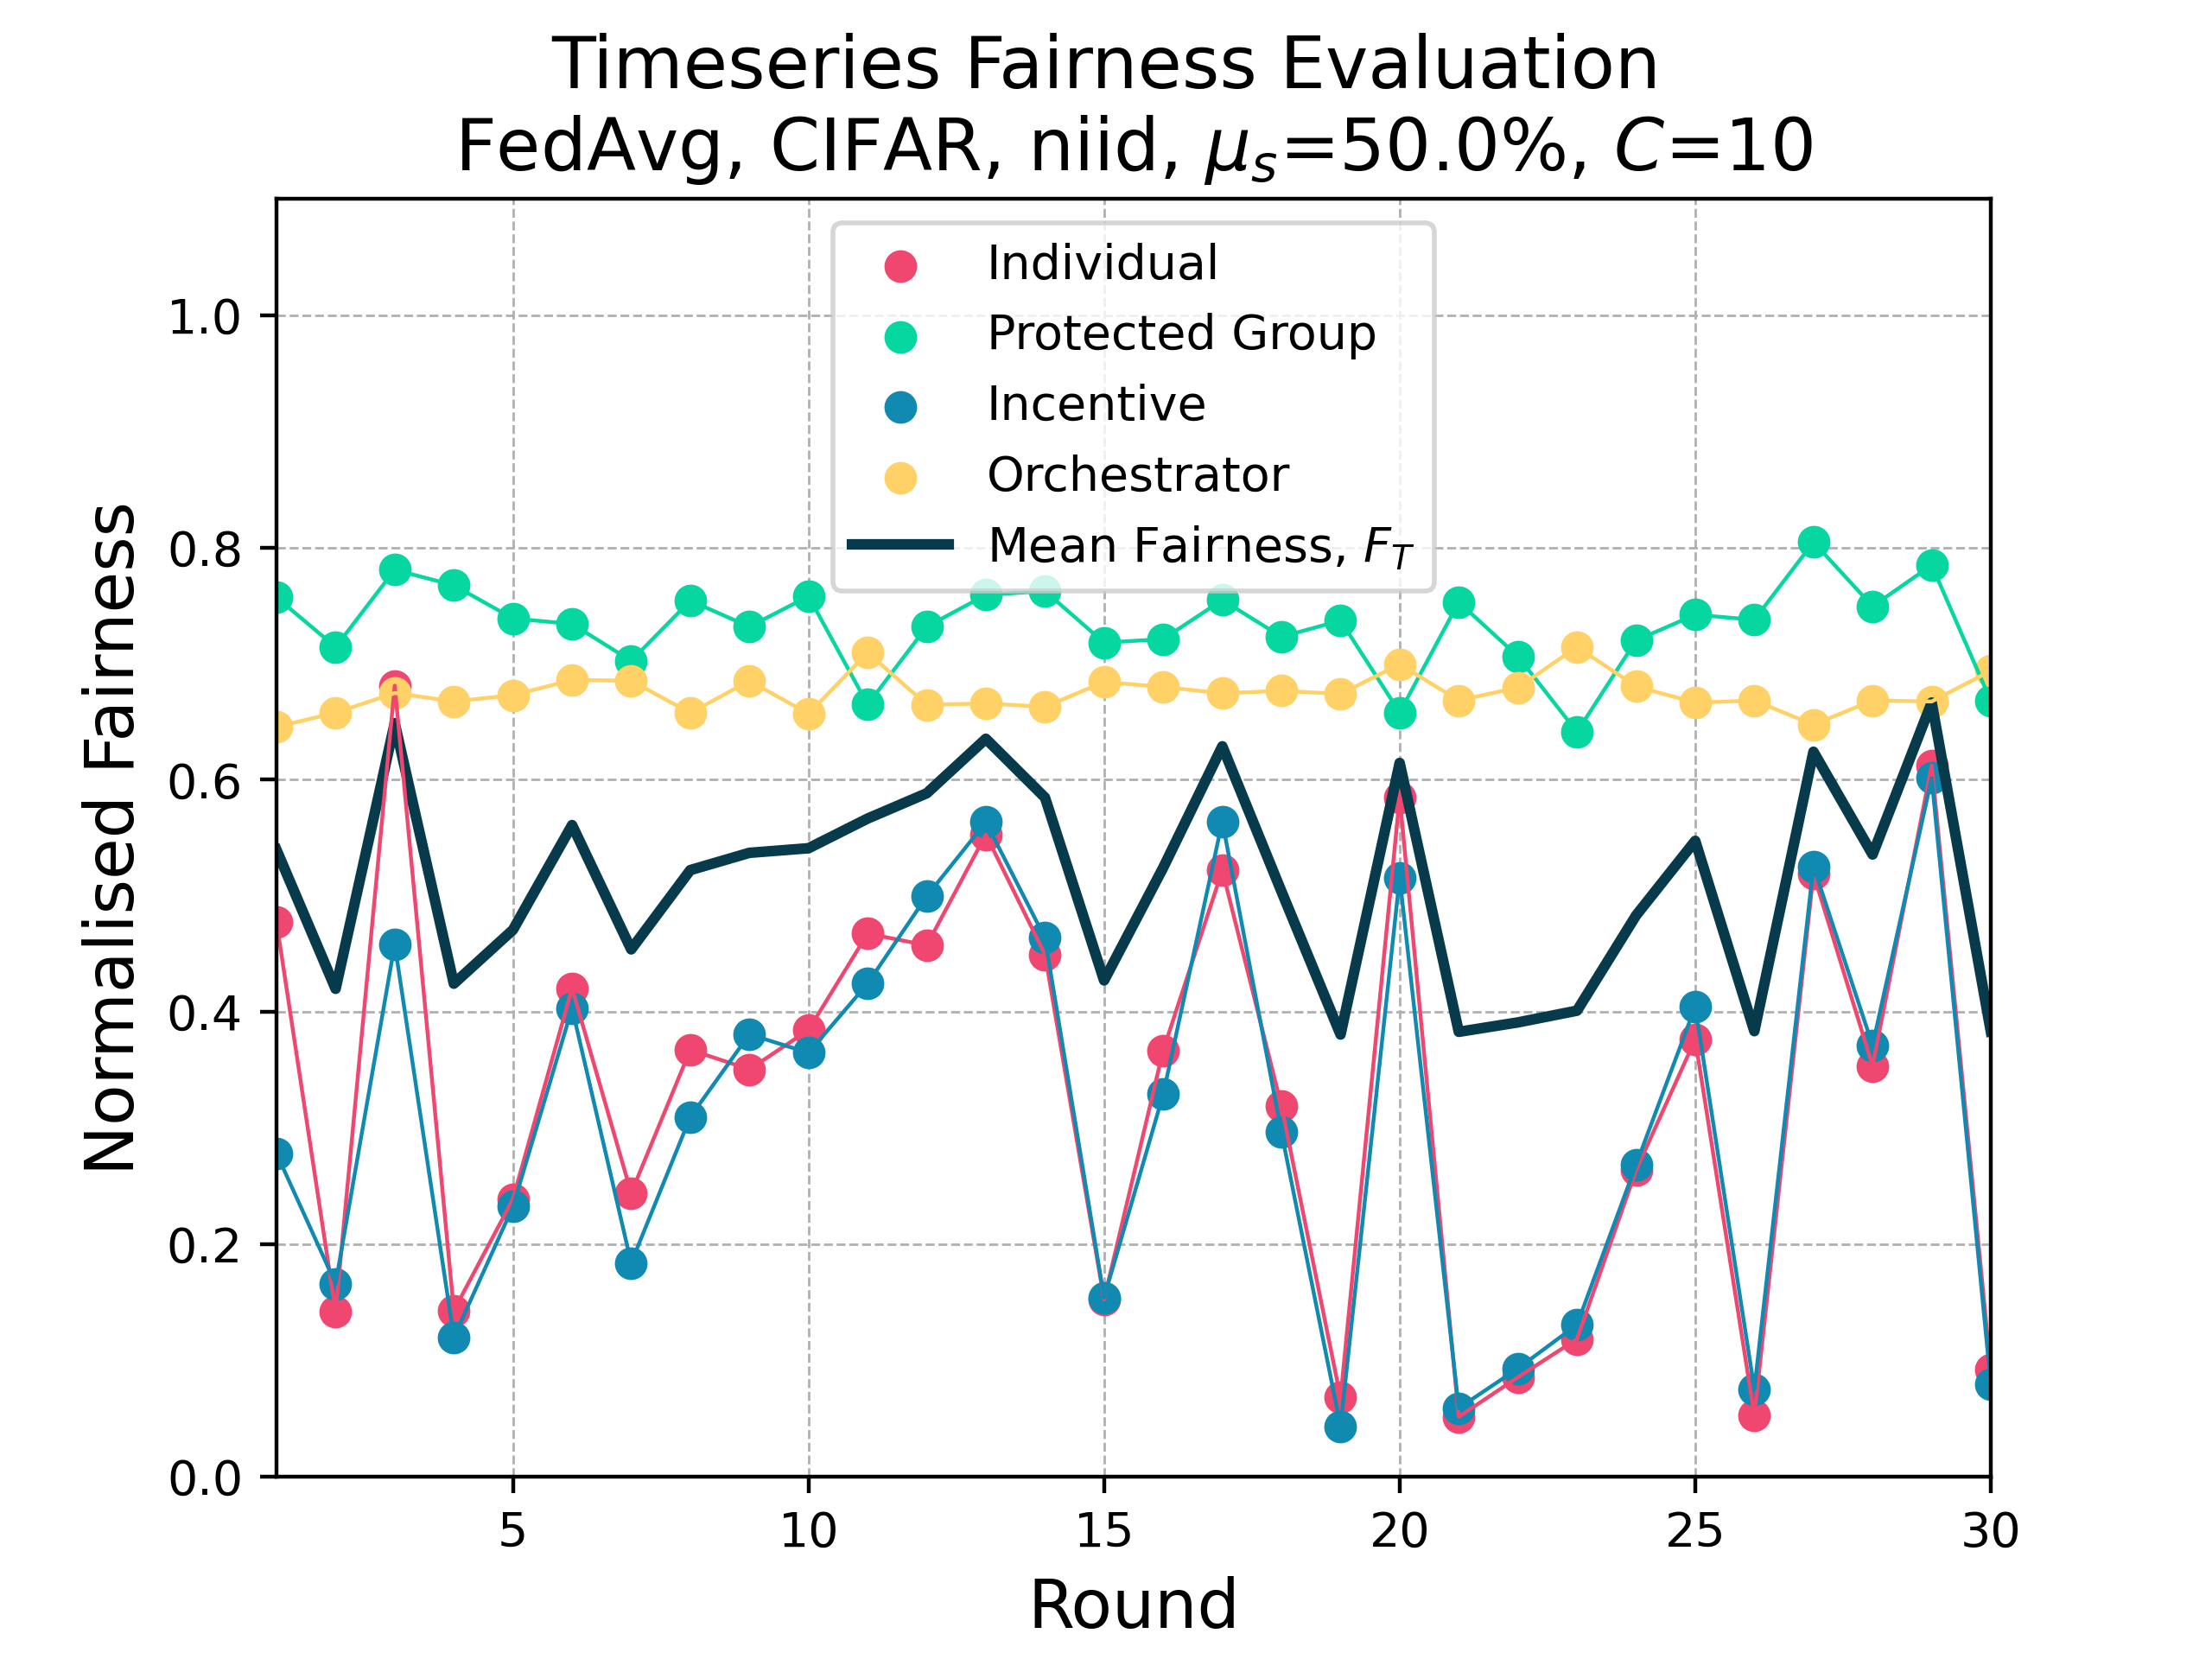 Timeseries Fairness Evaluation
FedAvg, CIFAR, niid, μₛ=50.0%, C=10
Individual
Protected Group
Incentive
Orchestrator
Mean Fairness, F_T
Normalised Fairness
1.0
0.8
0.6
0.4
0.2
0.0
5 10 15 20 25 30
Round